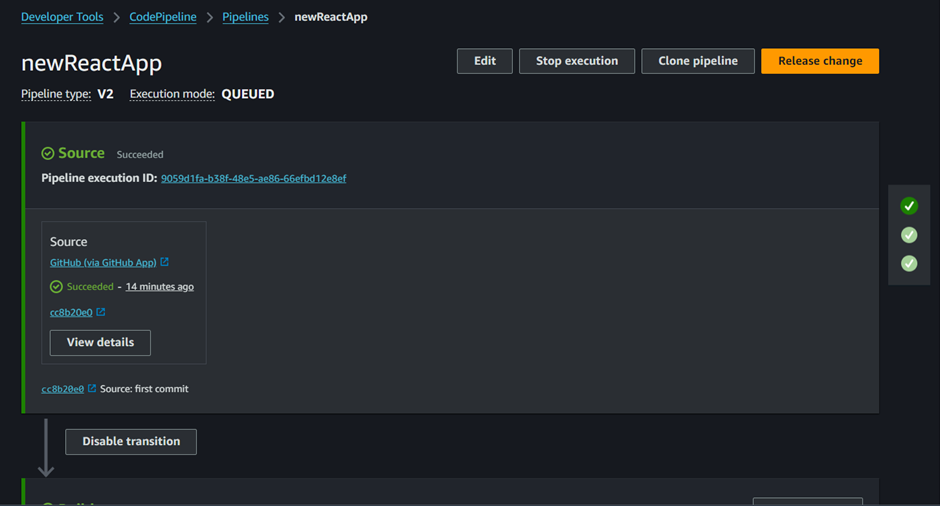 Developer Tools > CodePipeline > Pipelines > newReactApp
newReactApp
Edit
Stop execution
Clone pipeline
Release change
Pipeline type: V2 Execution mode: QUEUED
Source Succeeded
Pipeline execution ID: 9059d1fa-b38f-48e5-ae86-66efbd12e8ef
Source
GitHub (via GitHub App)
Succeeded - 14 minutes ago
cc8b20e0
View details
cc8b20e0 Source: first commit
Disable transition